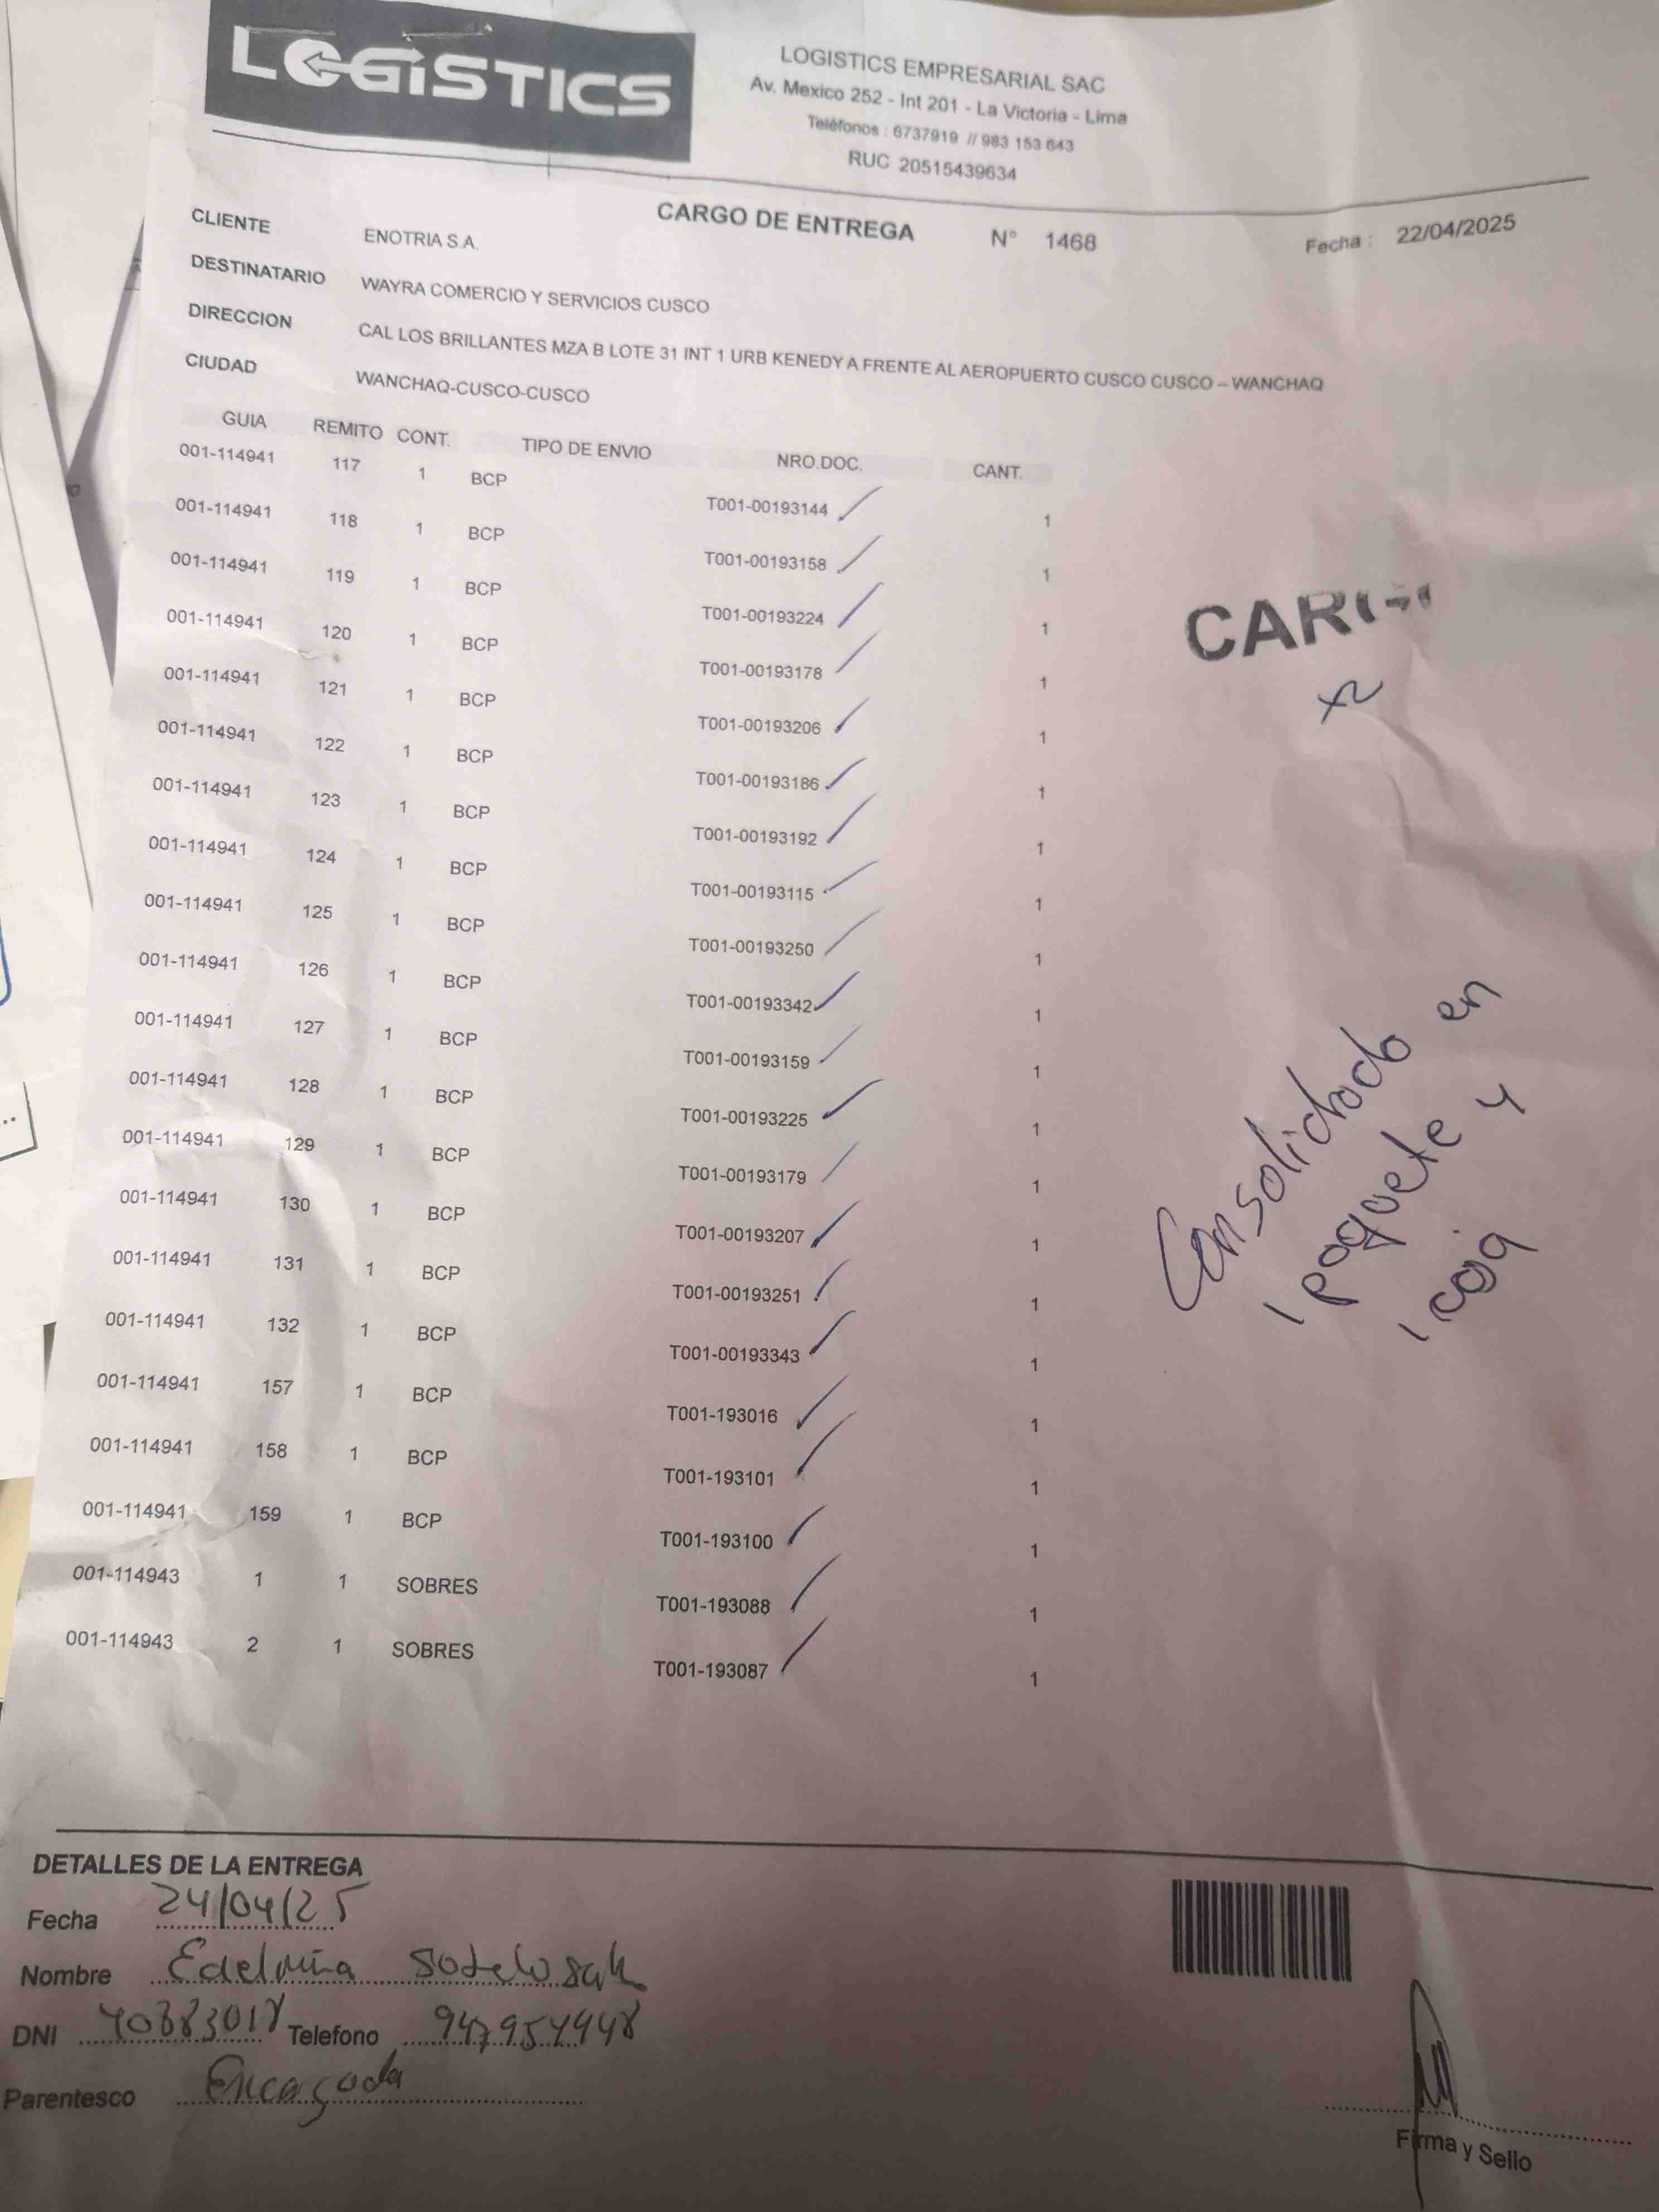 LOGISTICS
LOGISTICS EMPRESARIAL SAC
Av. Mexico 252 - Int 201 - La Victoria - Lima
Teléfonos : 6737919 // 983 153 643
RUC 20515439634
CARGO DE ENTREGA N° 1468 Fecha : 22/04/2025
CLIENTE ENOTRIA S.A.
DESTINATARIO WAYRA COMERCIO Y SERVICIOS CUSCO
DIRECCION CAL LOS BRILLANTES MZA B LOTE 31 INT 1 URB KENEDY A FRENTE AL AEROPUERTO CUSCO CUSCO – WANCHAQ
CIUDAD WANCHAQ-CUSCO-CUSCO
GUIA REMITO CONT. TIPO DE ENVIO NRO.DOC. CANT.
001-114941 117 1 BCP T001-00193144 1
001-114941 118 1 BCP T001-00193158 1
001-114941 119 1 BCP T001-00193224 1
001-114941 120 1 BCP T001-00193178 1
001-114941 121 1 BCP T001-00193206 1
001-114941 122 1 BCP T001-00193186 1
001-114941 123 1 BCP T001-00193192 1
001-114941 124 1 BCP T001-00193115 1
001-114941 125 1 BCP T001-00193250 1
001-114941 126 1 BCP T001-00193342 1
001-114941 127 1 BCP T001-00193159 1
001-114941 128 1 BCP T001-00193225 1
001-114941 129 1 BCP T001-00193179 1
001-114941 130 1 BCP T001-00193207 1
001-114941 131 1 BCP T001-00193251 1
001-114941 132 1 BCP T001-00193343 1
001-114941 157 1 BCP T001-193016 1
001-114941 158 1 BCP T001-193101 1
001-114941 159 1 BCP T001-193100 1
001-114943 1 1 SOBRES T001-193088 1
001-114943 2 1 SOBRES T001-193087 1
x2
Consolidado en
1 paquete y
1 caja
DETALLES DE LA ENTREGA
Fecha 24/04/25
Nombre Edelmira Sotelo
DNI Telefono 947954948
Parentesco Encargada
Firma y Sello